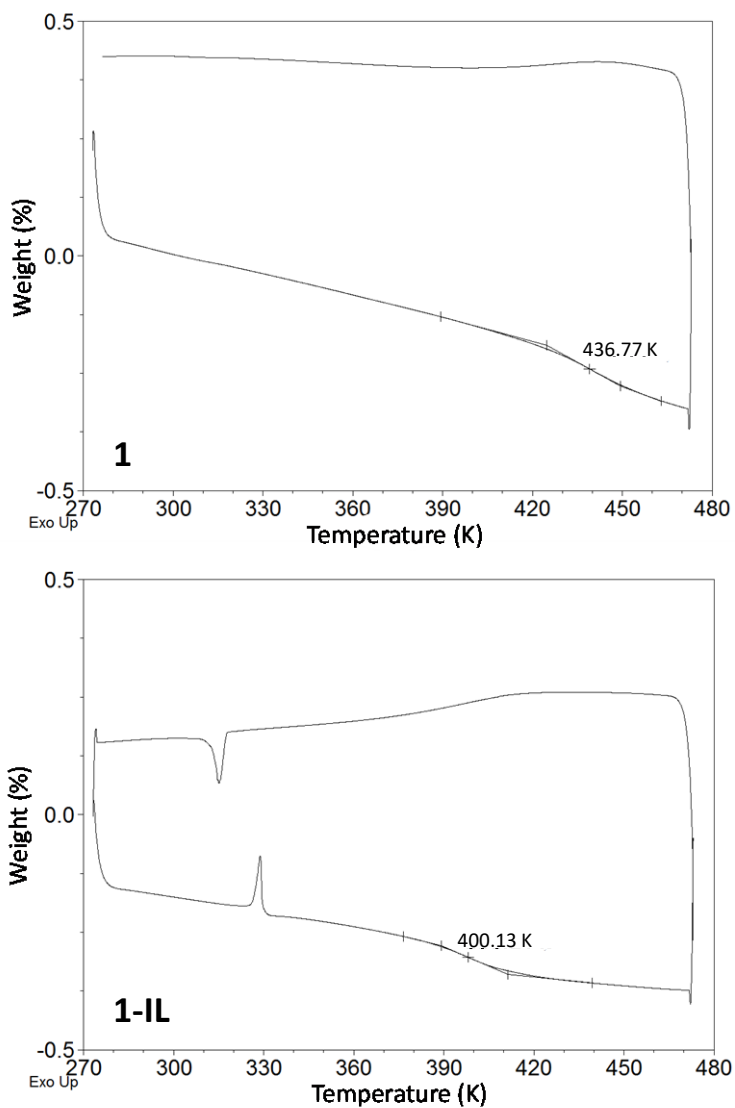 0.5
Weight (%)
0.0
436.77 K
1
-0.5
270 300 330 360 390 420 450 480
Exo Up
Temperature (K)
0.5
Weight (%)
0.0
400.13 K
1-IL
-0.5
270 300 330 360 390 420 450 480
Exo Up
Temperature (K)